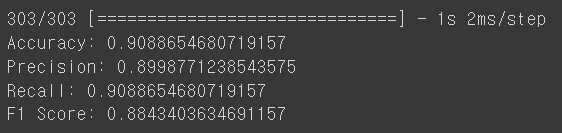 303/303 [==============================] - 1s 2ms/step
Accuracy: 0.9088654680719157
Precision: 0.8998771238543575
Recall: 0.9088654680719157
F1 Score: 0.8843403634691157